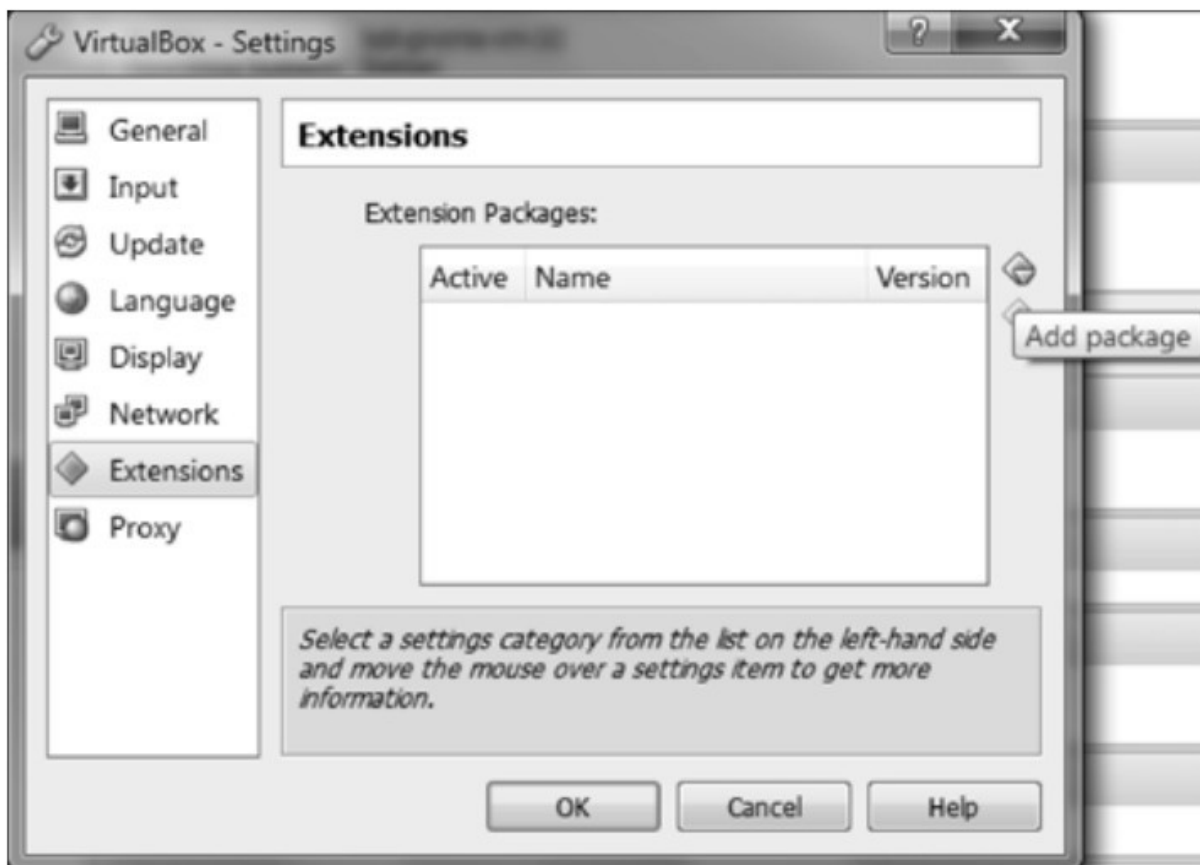 VirtualBox - Settings
?
X
General
Input
Update
Language
Display
Network
Extensions
Proxy
Extensions
Extension Packages:
Active Name Version
Add package
Select a settings category from the list on the left-hand side
and move the mouse over a settings item to get more
information.
OK Cancel Help